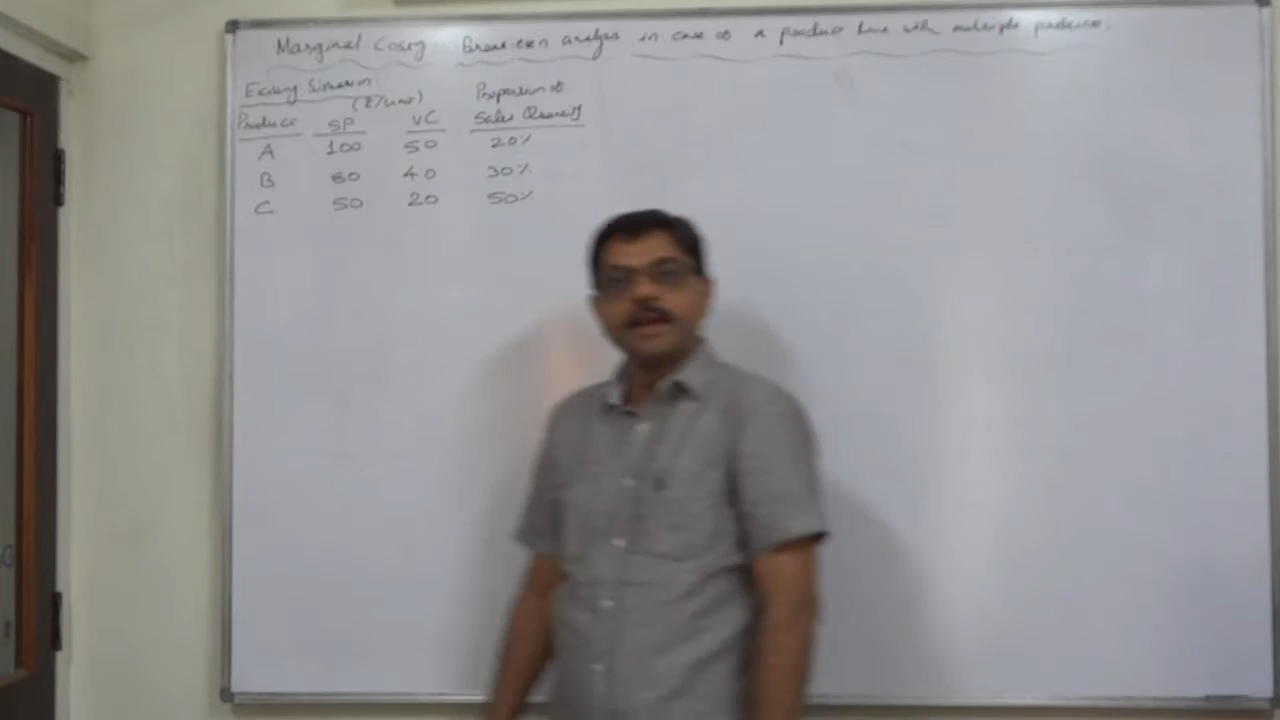 Marginal Costing Break-even analysis in case of a product line with multiple products.
Existing Situation
(₹/unit) Proportion of
Product SP VC Sales Quantity
A 100 50 20%
B 80 40 30%
C 50 20 50%